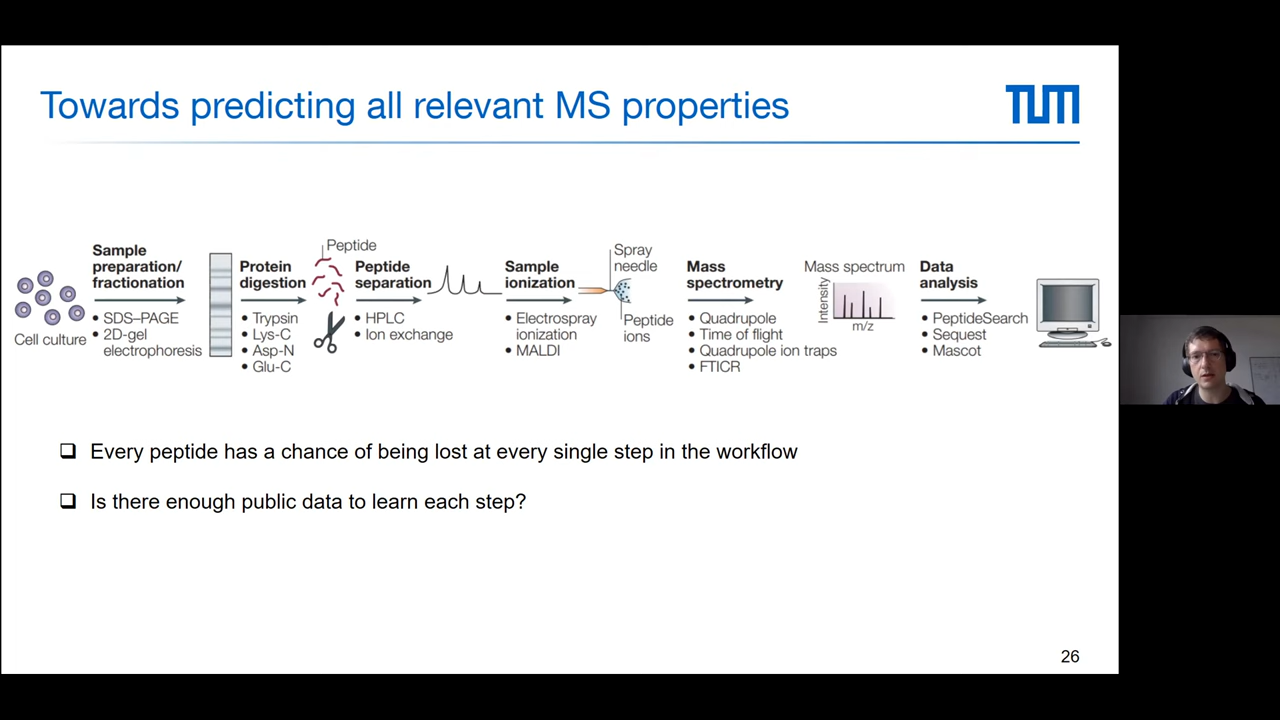 Towards predicting all relevant MS properties
TUM
Cell culture
Sample
preparation/
fractionation
• SDS–PAGE
• 2D-gel
electrophoresis
Protein
digestion
• Trypsin
• Lys-C
• Asp-N
• Glu-C
Peptide
Peptide
separation
• HPLC
• Ion exchange
Sample
ionization
• Electrospray
ionization
• MALDI
Spray
needle
Peptide
ions
Mass
spectrometry
• Quadrupole
• Time of flight
• Quadrupole ion traps
• FTICR
Mass spectrum
Intensity
m/z
Data
analysis
• PeptideSearch
• Sequest
• Mascot
❑ Every peptide has a chance of being lost at every single step in the workflow
❑ Is there enough public data to learn each step?
26